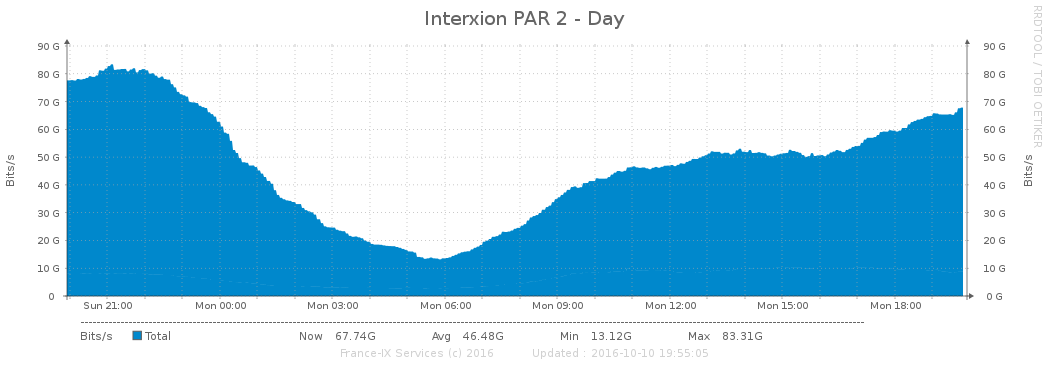 Interxion PAR 2 - Day
RRDTOOL / TOBI OETIKER
Bits/s
90 G 90 G
80 G 80 G
70 G 70 G
60 G 60 G
50 G 50 G
40 G 40 G
30 G 30 G
20 G 20 G
10 G 10 G
0 0 G
Bits/s
Sun 21:00 Mon 00:00 Mon 03:00 Mon 06:00 Mon 09:00 Mon 12:00 Mon 15:00 Mon 18:00
Bits/s Total Now 67.74G Avg 46.48G Min 13.12G Max 83.31G
France-IX Services (c) 2016 Updated : 2016-10-10 19:55:05